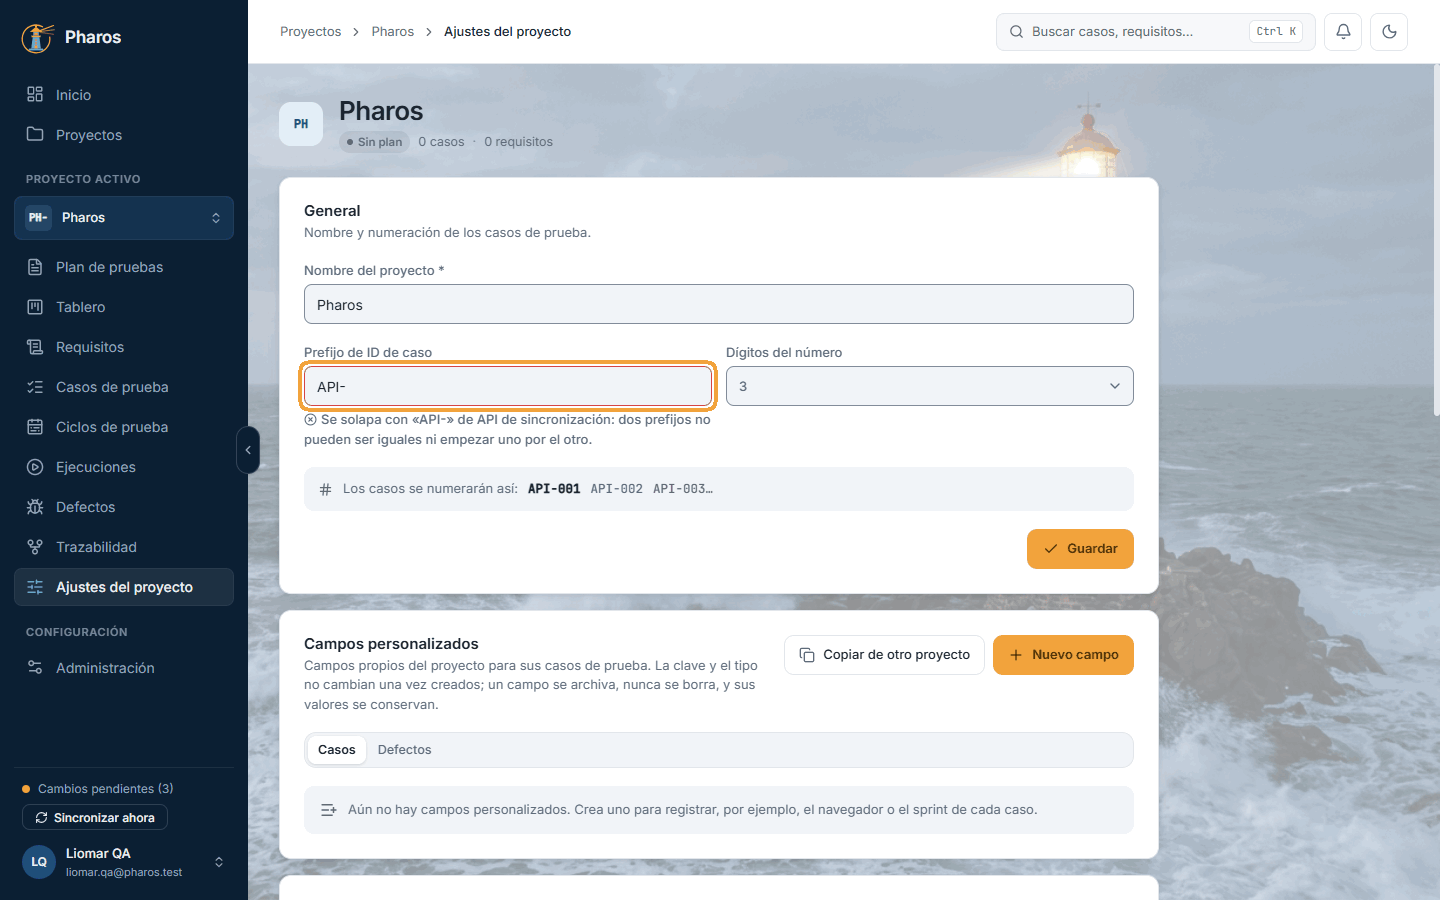 Pharos
Inicio
Proyectos
PROYECTO ACTIVO
PH-
Pharos
Plan de pruebas
Tablero
Requisitos
Casos de prueba
Ciclos de prueba
Ejecuciones
Defectos
Trazabilidad
Ajustes del proyecto
CONFIGURACIÓN
Administración
Cambios pendientes (3)
Sincronizar ahora
LQ
Liomar QA
liomar.qa@pharos.test
Proyectos > Pharos > Ajustes del proyecto
Buscar casos, requisitos...
Ctrl K
PH
Pharos
Sin plan
0 casos · 0 requisitos
General
Nombre y numeración de los casos de prueba.
Nombre del proyecto *
Pharos
Prefijo de ID de caso
API-
Se solapa con «API-» de API de sincronización: dos prefijos no
pueden ser iguales ni empezar uno por el otro.
Dígitos del número
3
Los casos se numerarán así: API-001 API-002 API-003…
Guardar
Campos personalizados
Campos propios del proyecto para sus casos de prueba. La clave y el tipo
no cambian una vez creados; un campo se archiva, nunca se borra, y sus
valores se conservan.
Copiar de otro proyecto
Nuevo campo
Casos
Defectos
Aún no hay campos personalizados. Crea uno para registrar, por ejemplo, el navegador o el sprint de cada caso.